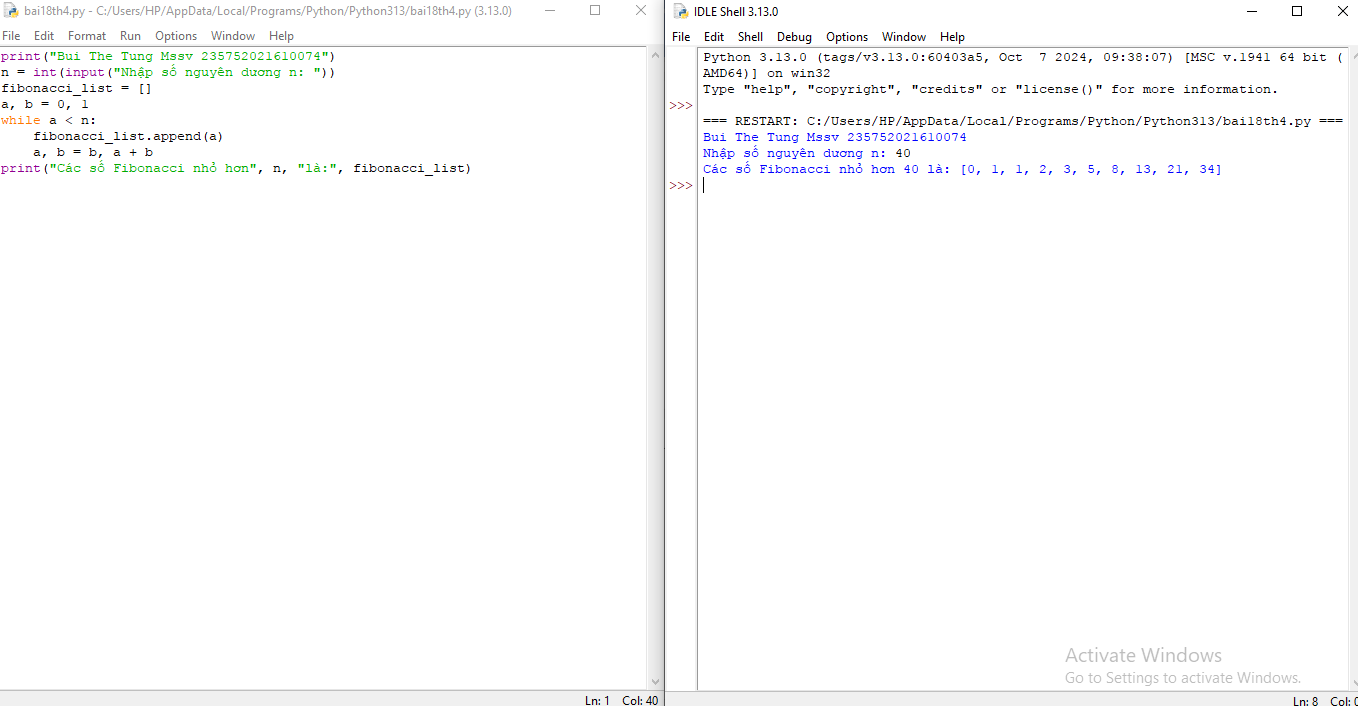 bai18th4.py - C:/Users/HP/AppData/Local/Programs/Python/Python313/bai18th4.py (3.13.0)
File Edit Format Run Options Window Help
print("Bui The Tung Mssv 235752021610074")
n = int(input("Nhập số nguyên dương n: "))
fibonacci_list = []
a, b = 0, 1
while a < n:
    fibonacci_list.append(a)
    a, b = b, a + b
print("Các số Fibonacci nhỏ hơn", n, "là:", fibonacci_list)
Ln: 1 Col: 40
IDLE Shell 3.13.0
File Edit Shell Debug Options Window Help
Python 3.13.0 (tags/v3.13.0:60403a5, Oct  7 2024, 09:38:07) [MSC v.1941 64 bit (
AMD64)] on win32
Type "help", "copyright", "credits" or "license()" for more information.
>>>
=== RESTART: C:/Users/HP/AppData/Local/Programs/Python/Python313/bai18th4.py ===
Bui The Tung Mssv 235752021610074
Nhập số nguyên dương n: 40
Các số Fibonacci nhỏ hơn 40 là: [0, 1, 1, 2, 3, 5, 8, 13, 21, 34]
>>>
Activate Windows
Go to Settings to activate Windows.
Ln: 8 Col: 0